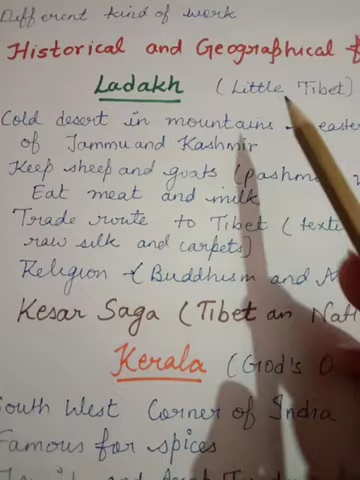 Different kind of work
Historical and Geographical
Ladakh (Little Tibet)
Cold desert in mountains
of Jammu and Kashmir
Keep sheep and goats
Eat meat and milk
Trade route to Tibet
raw silk and carpets)
Religion (Buddhism and
Kesar Saga (Tibetan
Kerala (God's
South West Corner of India
Famous for spices